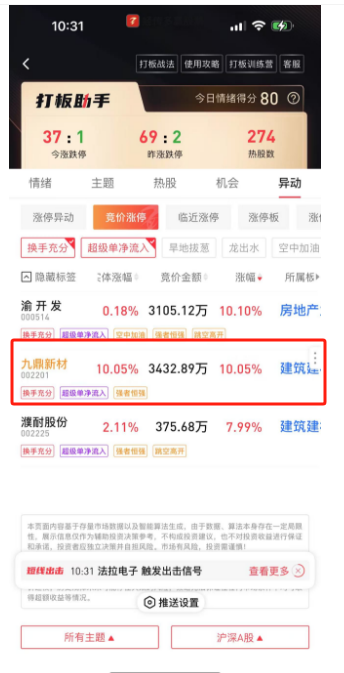 10:31
打板战法 使用攻略 打板训练营 客服
打板助手
今日情绪得分 80
37 : 1
69 : 2
274
今涨跌停
昨涨跌停
热股数
情绪 主题 热股 机会 异动
涨停异动 竞价涨停 临近涨停 涨停板
换手充分 超级单净流入 旱地拔葱 龙出水 空中加油
隐藏标签 体涨幅 竞价金额 涨幅 所属板
渝开发 0.18% 3105.12万 10.10% 房地产
000514
换手充分 超级单净流入 空中加油 强者恒强 跳空高开
九鼎新材 10.05% 3432.89万 10.05% 建筑建
002201
换手充分 超级单净流入 强者恒强
濮耐股份 2.11% 375.68万 7.99% 建筑建
002225
换手充分 超级单净流入 强者恒强 跳空高开
本页面内容基于存量市场数据以及智能算法生成，由于数据、算法本身存在一定局限
性，展示信息仅作为辅助投资决策参考，不构成投资建议，也不对投资收益进行保证
和承诺，投资者应独立决策并自担风险，市场有风险，投资需谨慎！
短线出击 10:31 法拉电子 触发出击信号 查看更多
得超额收益等情况。
推送设置
所有主题 沪深A股